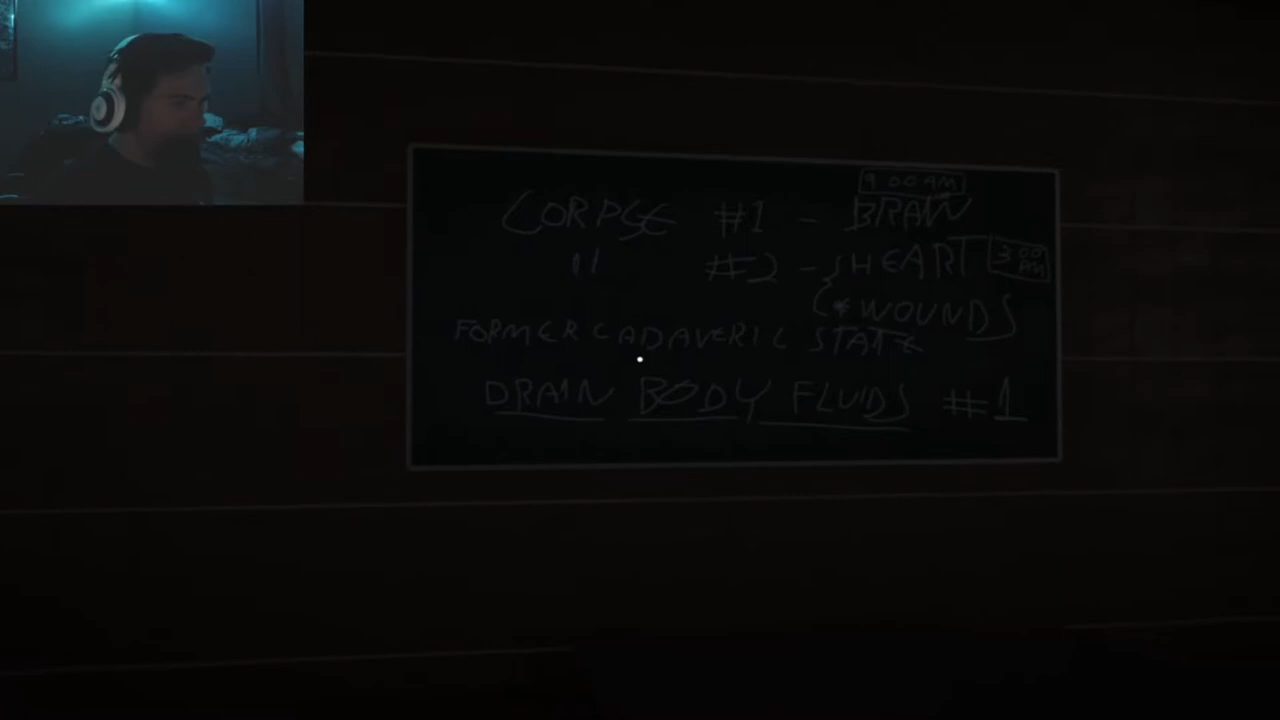 9 00 AM
CORPSE #1 - BRAIN
" #2 - HEART 3:00 AM
* WOUNDS
FORMER CADAVERIC STATE
DRAIN BODY FLUIDS #1